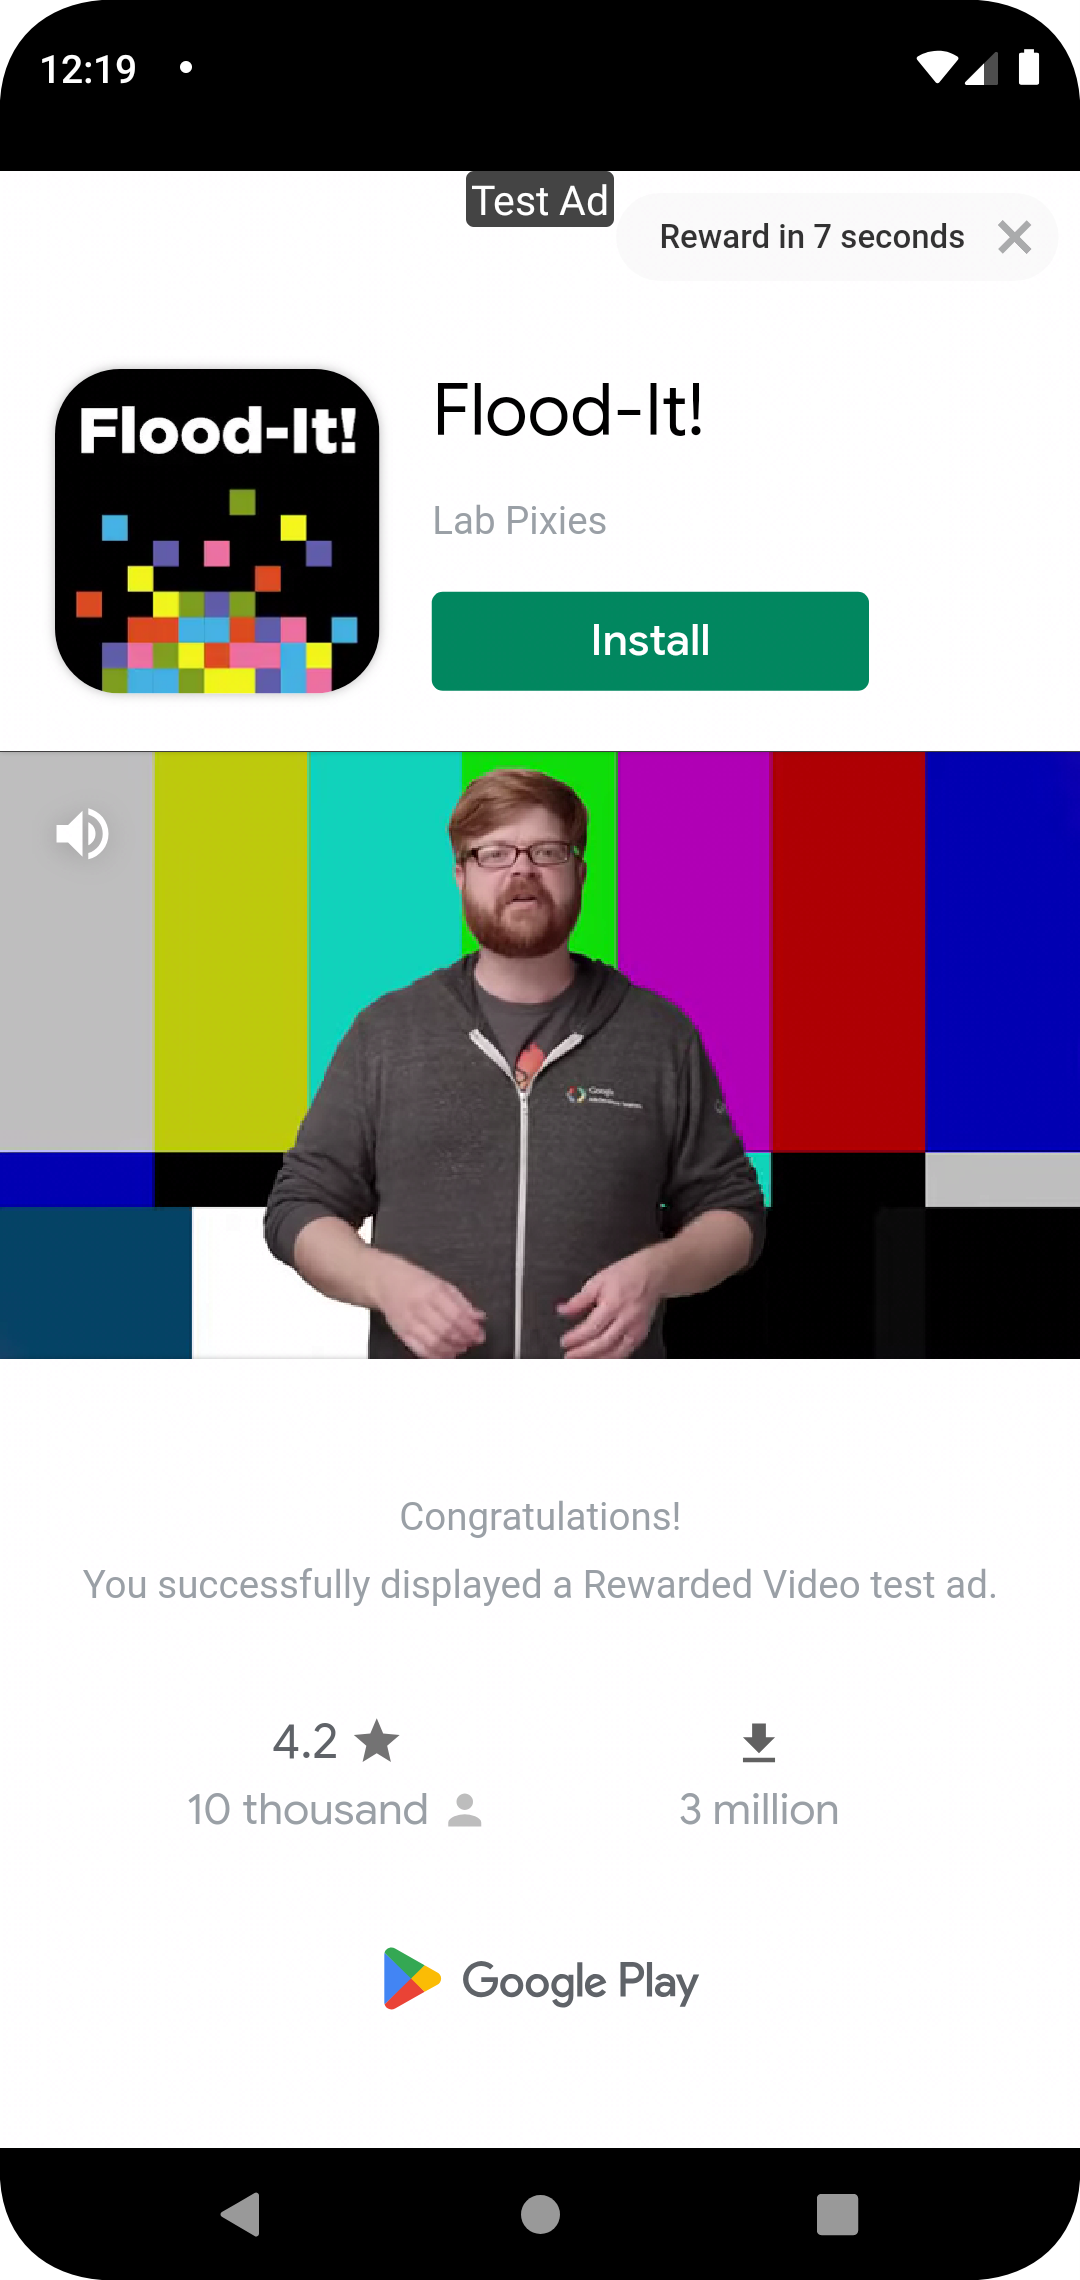 12:19
Test Ad
Reward in 7 seconds
Flood-It!
Flood-It!
Lab Pixies
Install
Google
Congratulations!
You successfully displayed a Rewarded Video test ad.
4.2
10 thousand
3 million
Google Play